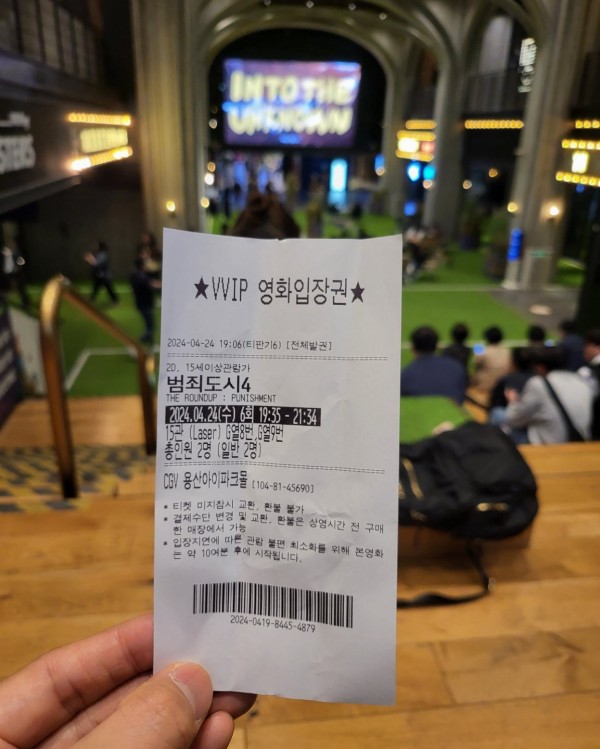 INTO THE
UNKNOWN
★VVIP 영화입장권★
2024-04-24 19:06(티판기6) [전체발권]
2D, 15세이상관람가
범죄도시4
THE ROUNDUP : PUNISHMENT
2024.04.24(수) 6회 19:35 - 21:34
15관 (Laser) G열8번,G열9번
총인원 2명 (일반 2명)
CGV 용산아이파크몰 [104-81-45690]
* 티켓 미지참시 교환, 환불 불가
* 결제수단 변경 및 교환, 환불은 상영시간 전 구매
한 매장에서 가능
* 입장지연에 따른 관람 불편 최소화를 위해 본영화
는 약 10여분 후에 시작됩니다.
2024-0419-8445-4879